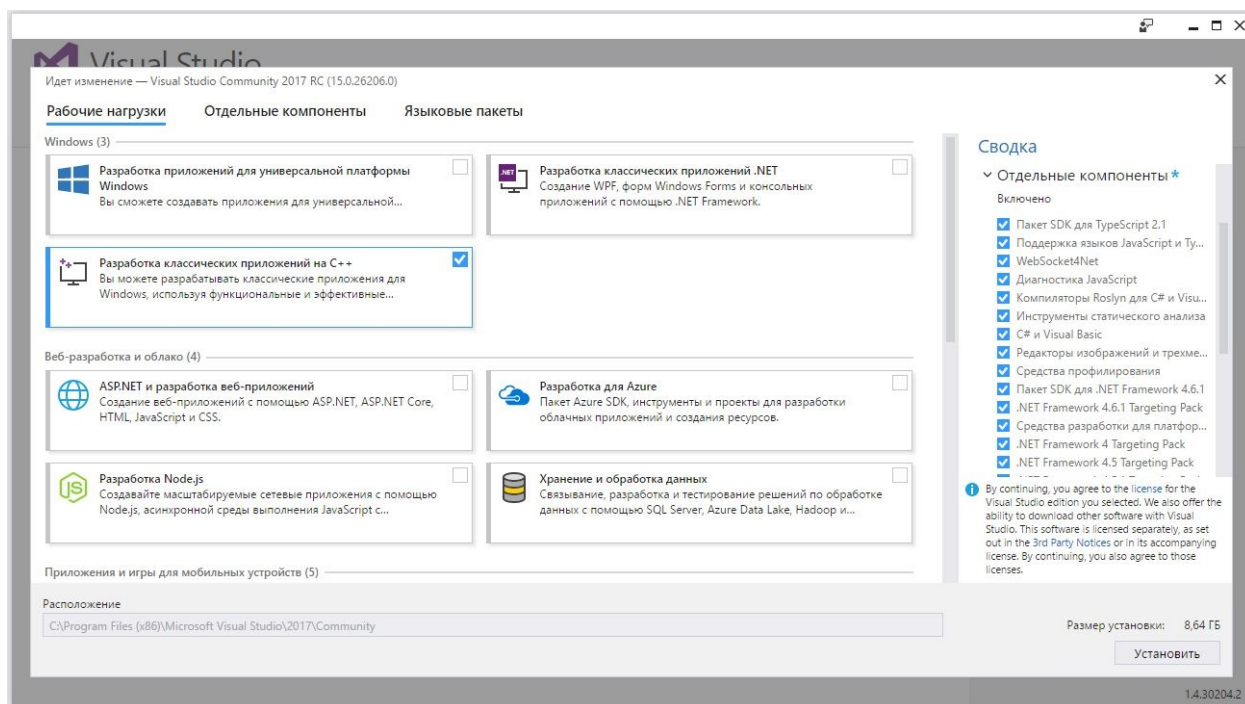 Visual Studio
Идет изменение — Visual Studio Community 2017 RC (15.0.26206.0)
Рабочие нагрузки Отдельные компоненты Языковые пакеты
Windows (3)
Разработка приложений для универсальной платформы
Windows
Вы сможете создавать приложения для универсальной...
.NET
Разработка классических приложений .NET
Создание WPF, форм Windows Forms и консольных
приложений с помощью .NET Framework.
Разработка классических приложений на C++
Вы можете разрабатывать классические приложения для
Windows, используя функциональные и эффективные...
Веб-разработка и облако (4)
ASP.NET и разработка веб-приложений
Создание веб-приложений с помощью ASP.NET, ASP.NET Core,
HTML, JavaScript и CSS.
Разработка для Azure
Пакет Azure SDK, инструменты и проекты для разработки
облачных приложений и создания ресурсов.
JS
Разработка Node.js
Создавайте масштабируемые сетевые приложения с помощью
Node.js, асинхронной среды выполнения JavaScript с...
Хранение и обработка данных
Связывание, разработка и тестирование решений по обработке
данных с помощью SQL Server, Azure Data Lake, Hadoop и...
Приложения и игры для мобильных устройств (5)
Сводка
Отдельные компоненты *
Включено
Пакет SDK для TypeScript 2.1
Поддержка языков JavaScript и Ty...
WebSocket4Net
Диагностика JavaScript
Компиляторы Roslyn для C# и Visu...
Инструменты статического анализа
C# и Visual Basic
Редакторы изображений и трехме...
Средства профилирования
Пакет SDK для .NET Framework 4.6.1
.NET Framework 4.6.1 Targeting Pack
Средства разработки для платфор...
.NET Framework 4 Targeting Pack
.NET Framework 4.5 Targeting Pack
By continuing, you agree to the license for the
Visual Studio edition you selected. We also offer the
ability to download other software with Visual
Studio. This software is licensed separately, as set
out in the 3rd Party Notices or in its accompanying
license. By continuing, you also agree to those
licenses.
Расположение
C:\Program Files (x86)\Microsoft Visual Studio\2017\Community
Размер установки: 8,64 ГБ
Установить
1.4.30204.2